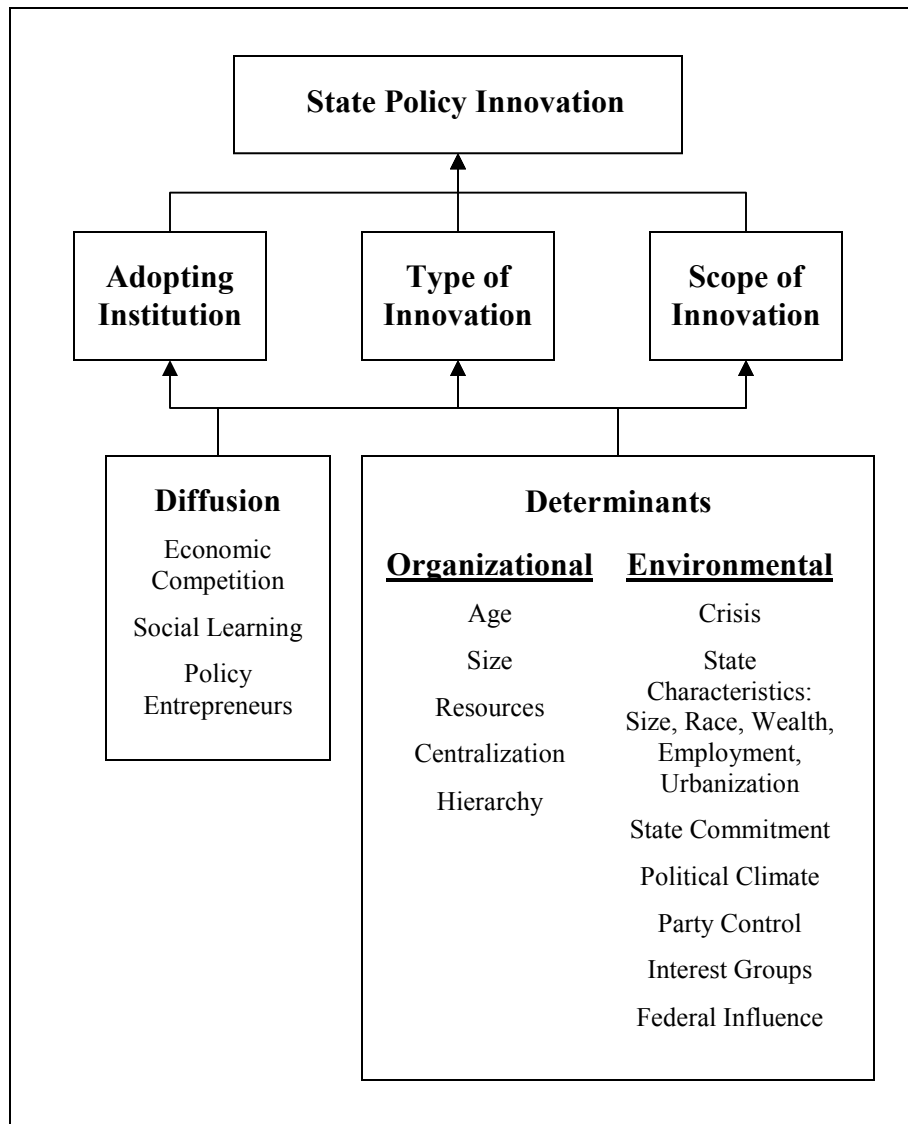 State Policy Innovation
Adopting
Institution
Type of
Innovation
Scope of
Innovation
Diffusion
Economic
Competition
Social Learning
Policy
Entrepreneurs
Determinants
Organizational
Age
Size
Resources
Centralization
Hierarchy
Environmental
Crisis
State
Characteristics:
Size, Race, Wealth,
Employment,
Urbanization
State Commitment
Political Climate
Party Control
Interest Groups
Federal Influence